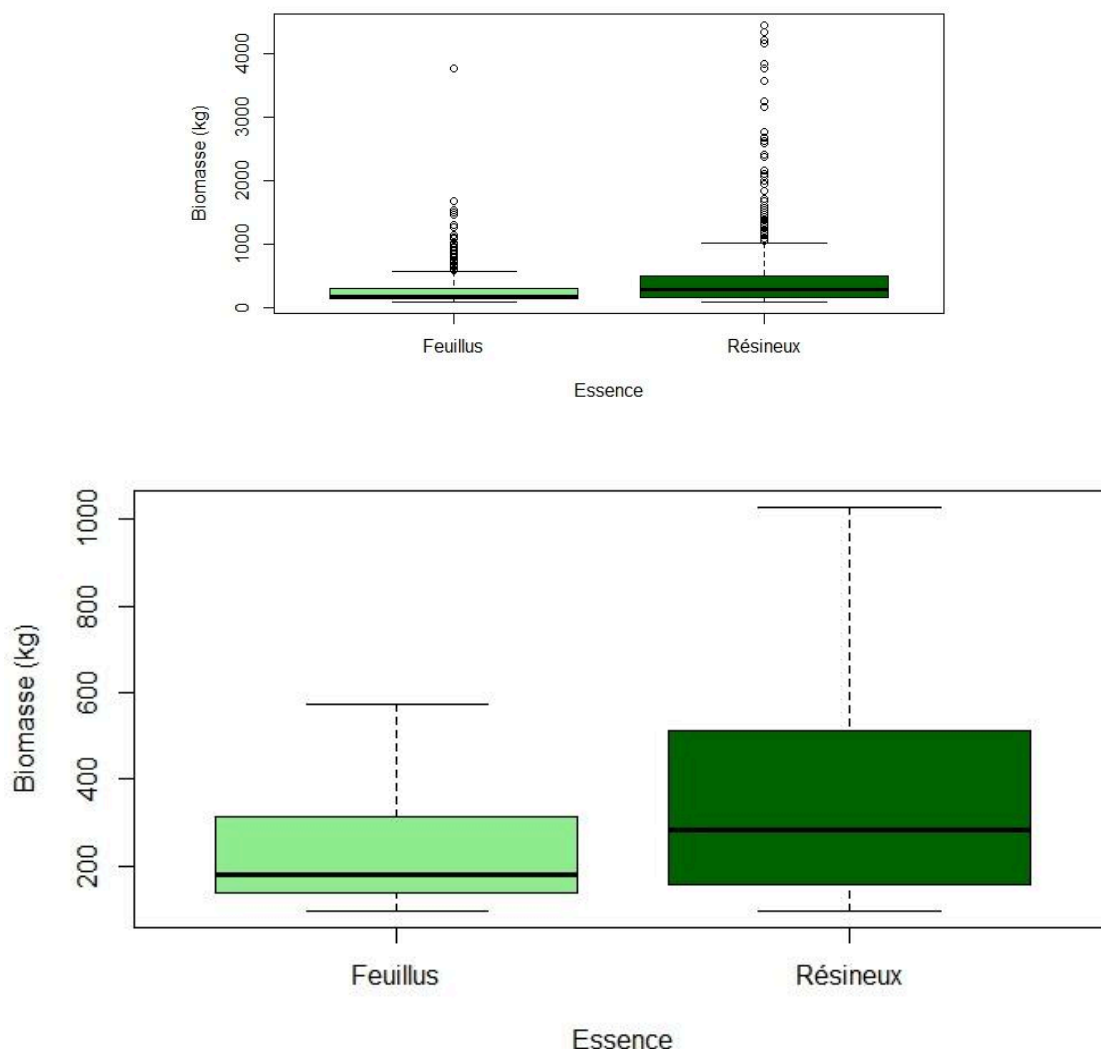 Biomasse (kg)
4000
3000
2000
1000
0
Feuillus Résineux
Essence
Biomasse (kg)
1000
800
600
400
200
Feuillus Résineux
Essence